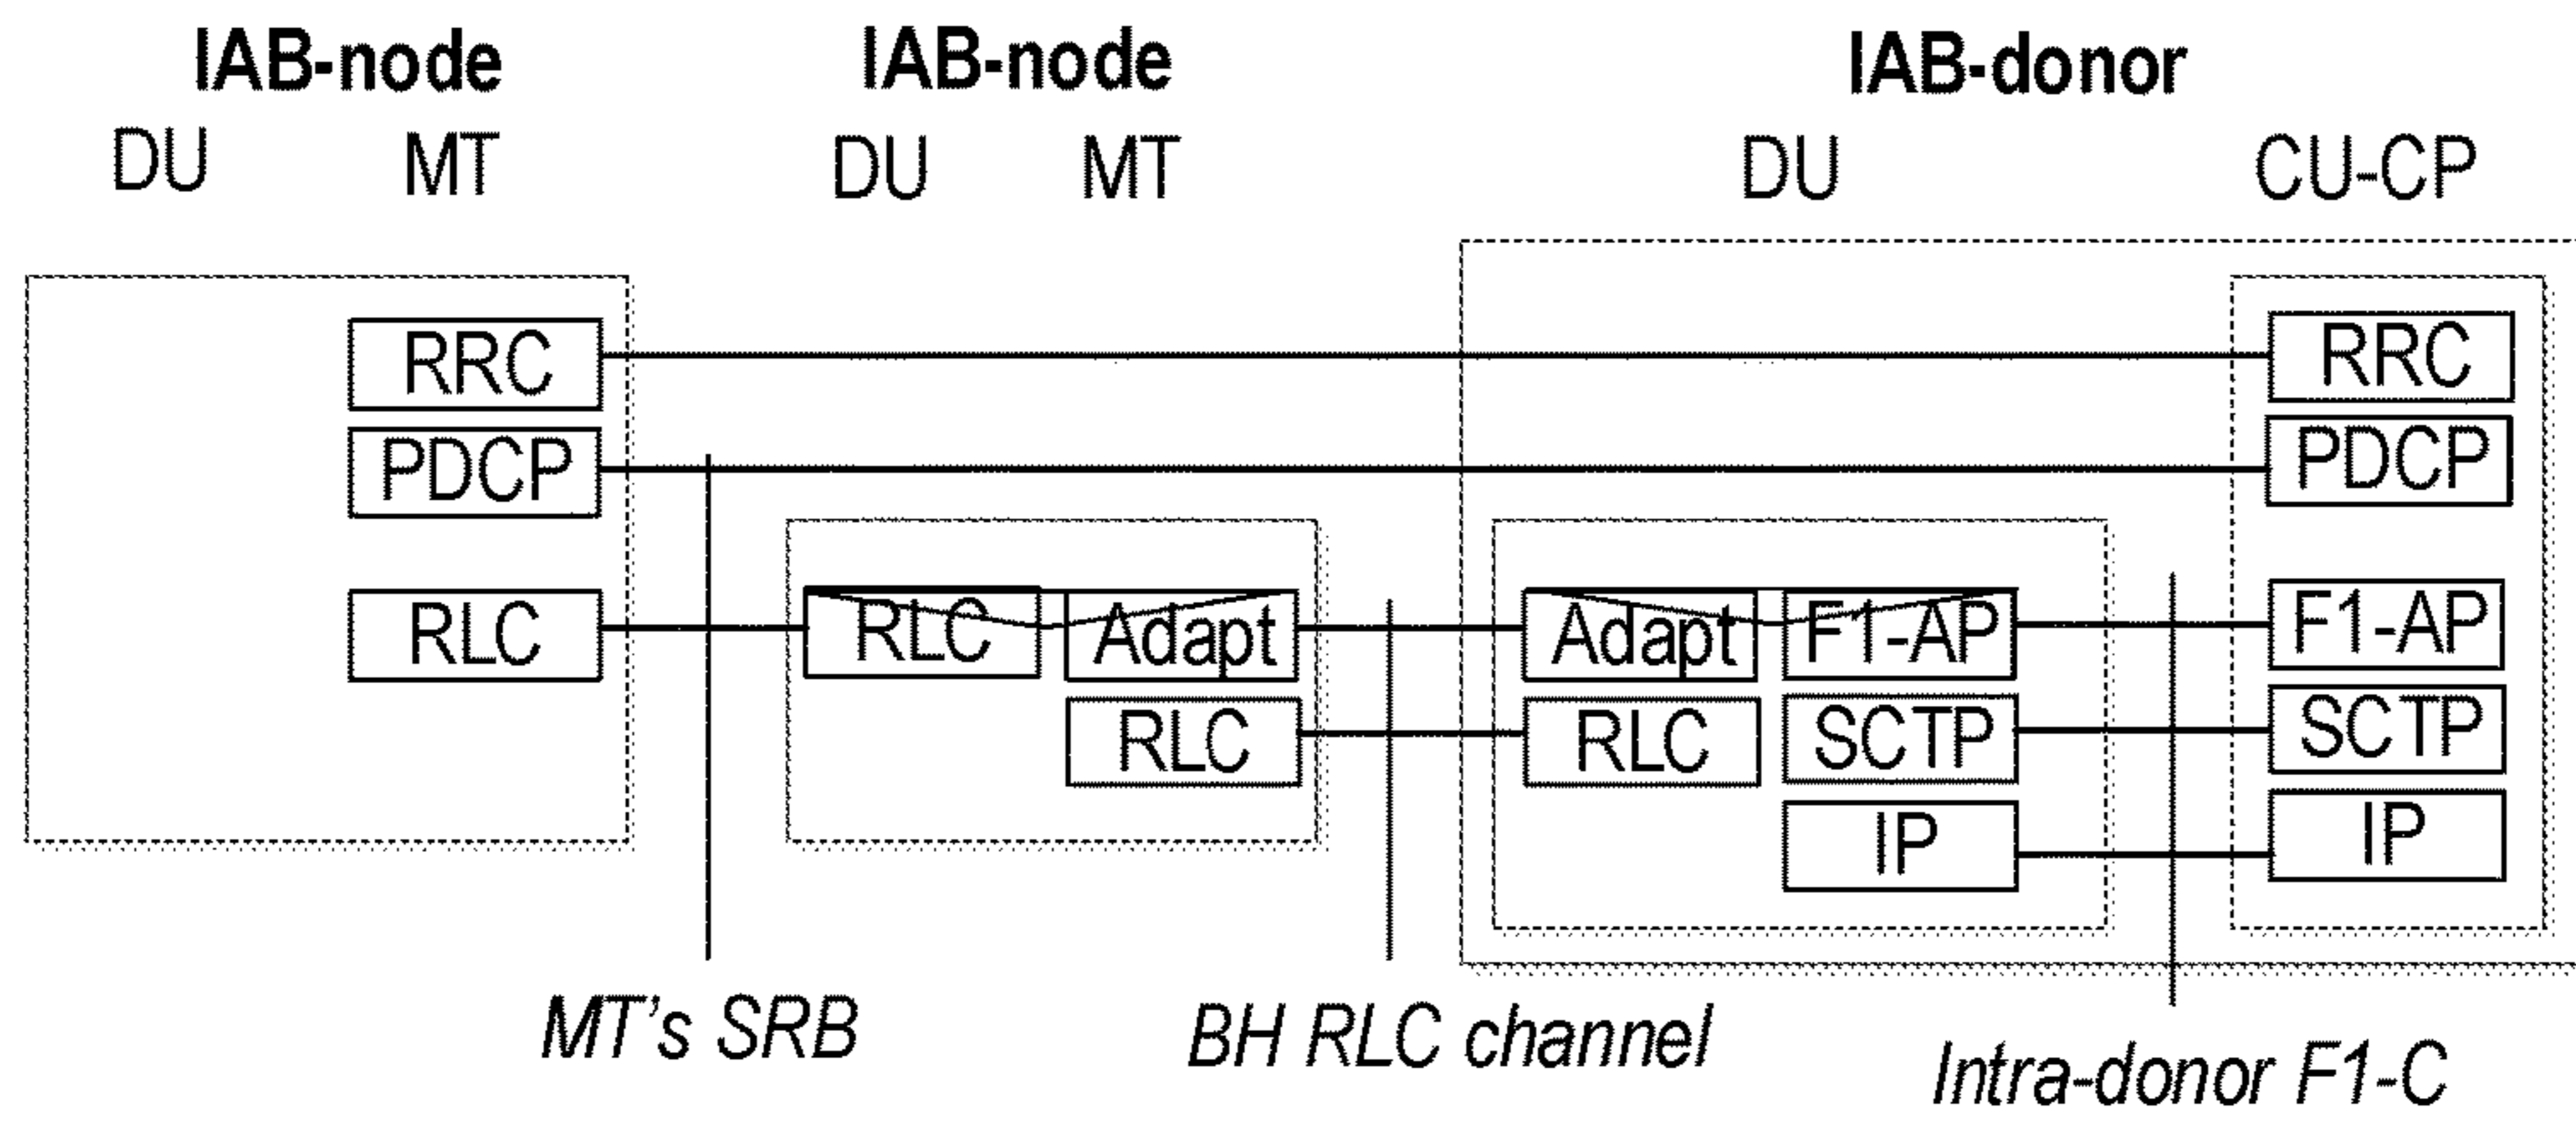 IAB-node IAB-node IAB-donor
DU MT DU MT DU CU-CP
RRC RRC
PDCP PDCP
RLC RLC Adapt Adapt F1-AP F1-AP
RLC RLC SCTP SCTP
IP IP
MT's SRB BH RLC channel Intra-donor F1-C